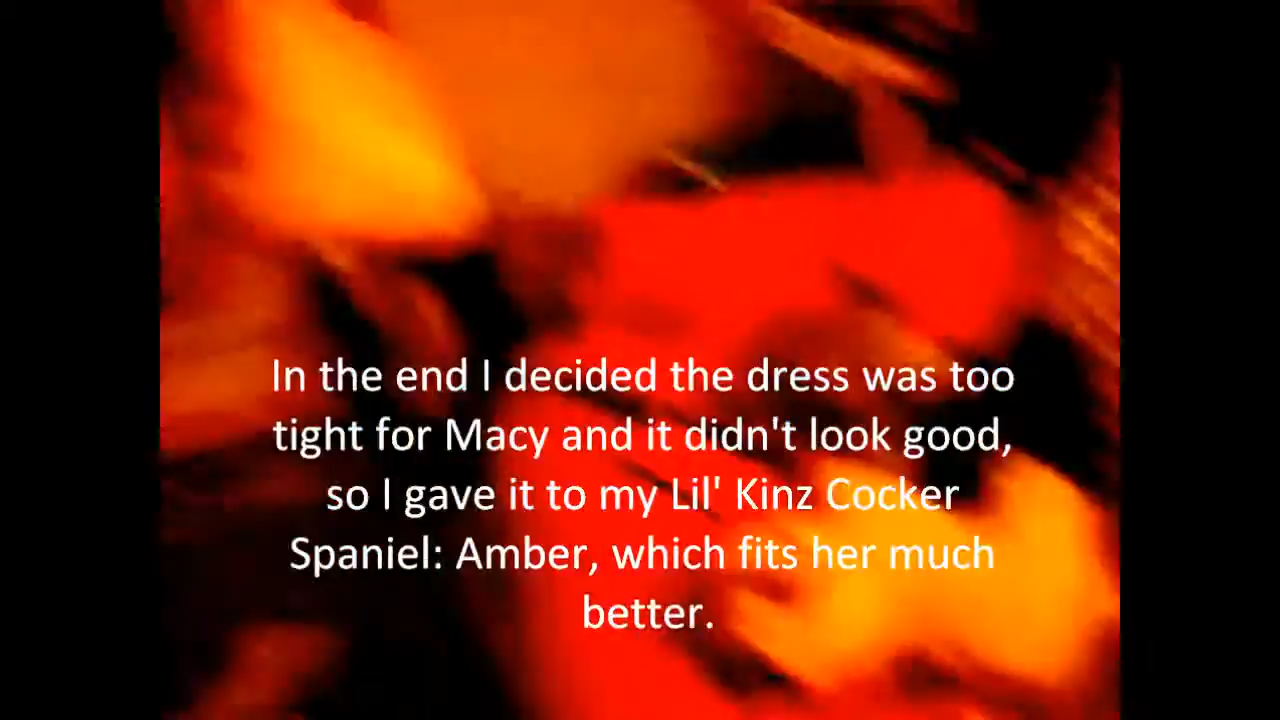 In the end I decided the dress was too
tight for Macy and it didn't look good,
so I gave it to my Lil' Kinz Cocker
Spaniel: Amber, which fits her much
better.